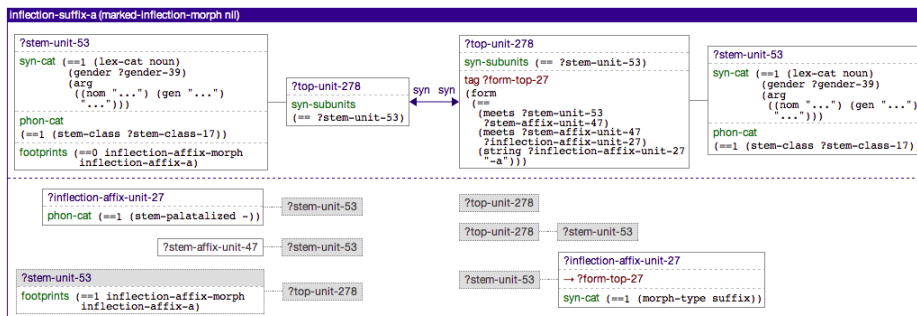 inflection-suffix-a (marked-inflection-morph nil)
?stem-unit-53
syn-cat (==1 (lex-cat noun)
(gender ?gender-39)
(arg
((nom "...") (gen "...")
"...")))
phon-cat
(==1 (stem-class ?stem-class-17))
footprints (==0 inflection-affix-morph
inflection-affix-a)
?top-unit-278
syn-subunits
(== ?stem-unit-53)
syn syn
?top-unit-278
syn-subunits (== ?stem-unit-53)
tag ?form-top-27
(form
(==
(meets ?stem-unit-53
?stem-affix-unit-47)
(meets ?stem-affix-unit-47
?inflection-affix-unit-27)
(string ?inflection-affix-unit-27
"-a")))
?stem-unit-53
syn-cat (==1 (lex-cat noun)
(gender ?gender-39)
(arg
((nom "...") (gen "...")
"...")))
phon-cat
(==1 (stem-class ?stem-class-17))
?inflection-affix-unit-27
phon-cat (==1 (stem-palatalized -))
?stem-unit-53
?stem-affix-unit-47
?stem-unit-53
?stem-unit-53
footprints (==1 inflection-affix-morph
inflection-affix-a)
?top-unit-278
?top-unit-278
?top-unit-278
?stem-unit-53
?stem-unit-53
?inflection-affix-unit-27
→ ?form-top-27
syn-cat (==1 (morph-type suffix))